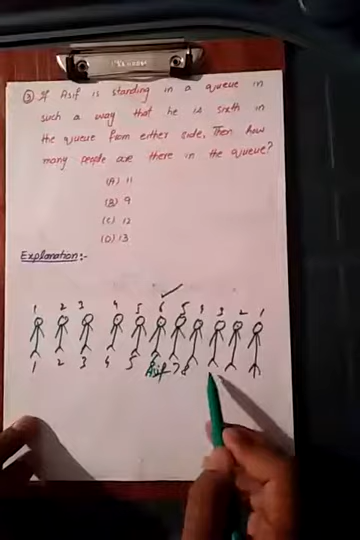 ③ If Asif is standing in a queue in
such a way that he is sixth in
the queue from either side, Then how
many people are there in the queue?
(A) 11
(B) 9
(C) 12
(D) 13
Explanation:-
1 2 3 4 5 6 5 4 3 2 1
1 2 3 4 5 Asif 7 8